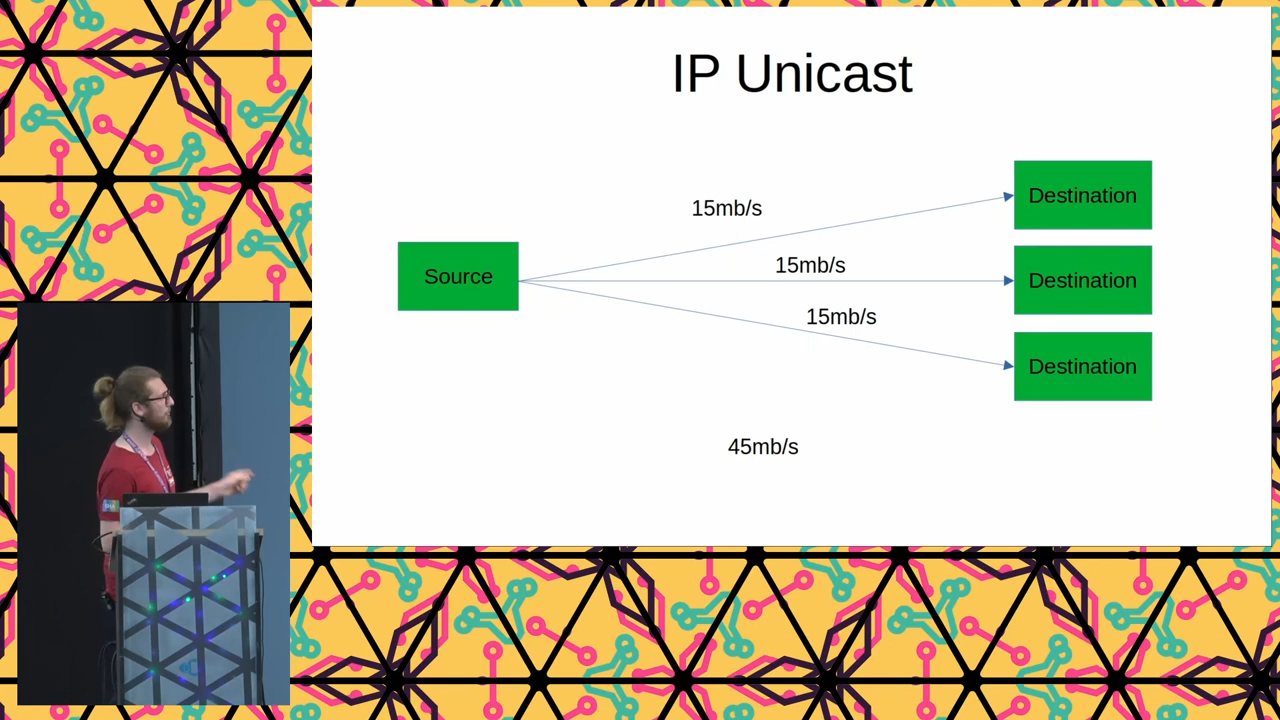 IP Unicast
15mb/s
Destination
Source
15mb/s
Destination
15mb/s
Destination
45mb/s